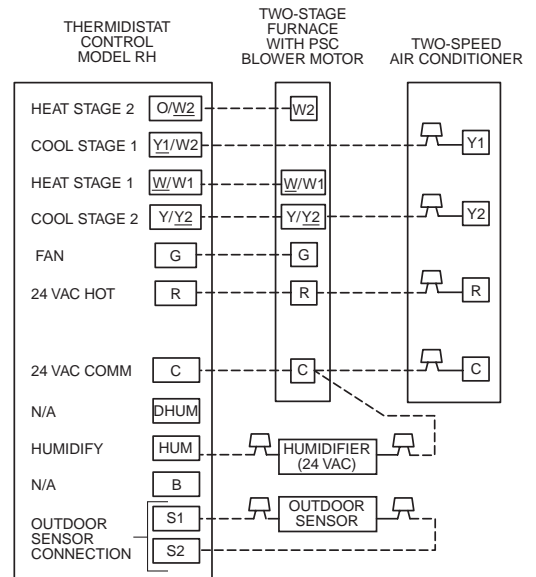 THERMIDISTAT
CONTROL
MODEL RH
TWO-STAGE
FURNACE
WITH PSC
BLOWER MOTOR
TWO-SPEED
AIR CONDITIONER
HEAT STAGE 2 O/W2 W2
COOL STAGE 1 Y1/W2 Y1
HEAT STAGE 1 W/W1 W/W1
COOL STAGE 2 Y/Y2 Y/Y2 Y2
FAN G G
24 VAC HOT R R R
24 VAC COMM C C C
N/A DHUM
HUMIDIFY HUM HUMIDIFIER
(24 VAC)
N/A B
OUTDOOR
SENSOR
CONNECTION
S1
S2
OUTDOOR
SENSOR